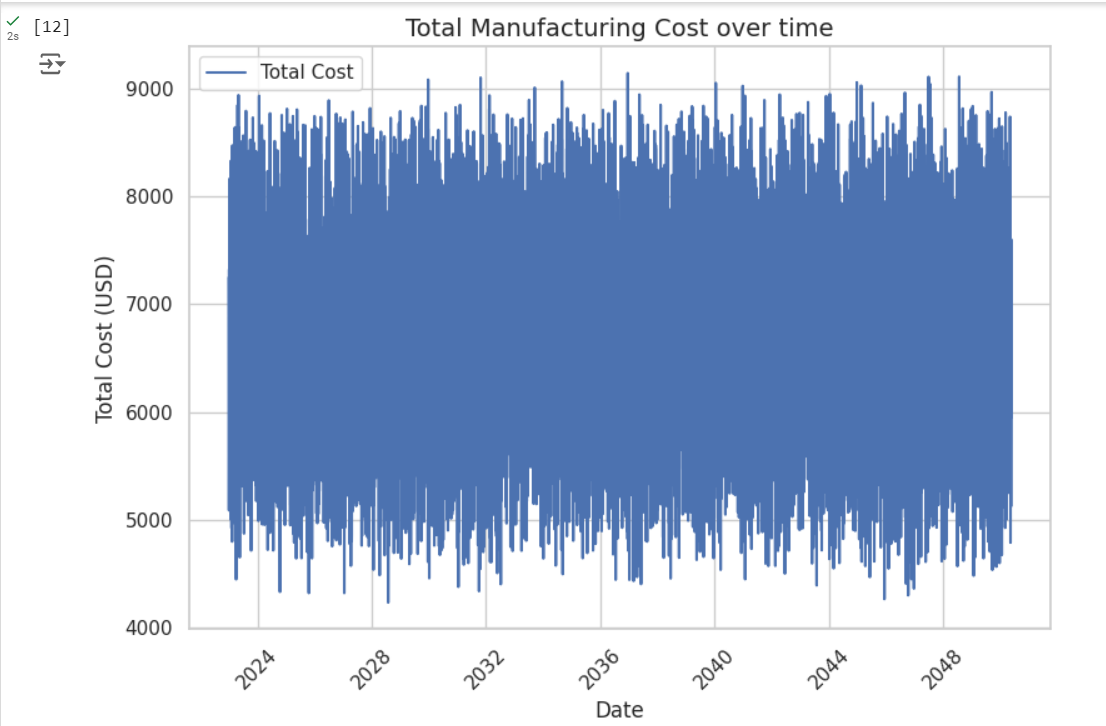 [12]
2s
Total Manufacturing Cost over time
Total Cost
9000
8000
7000
6000
5000
4000
Total Cost (USD)
2024
2028
2032
2036
2040
2044
2048
Date